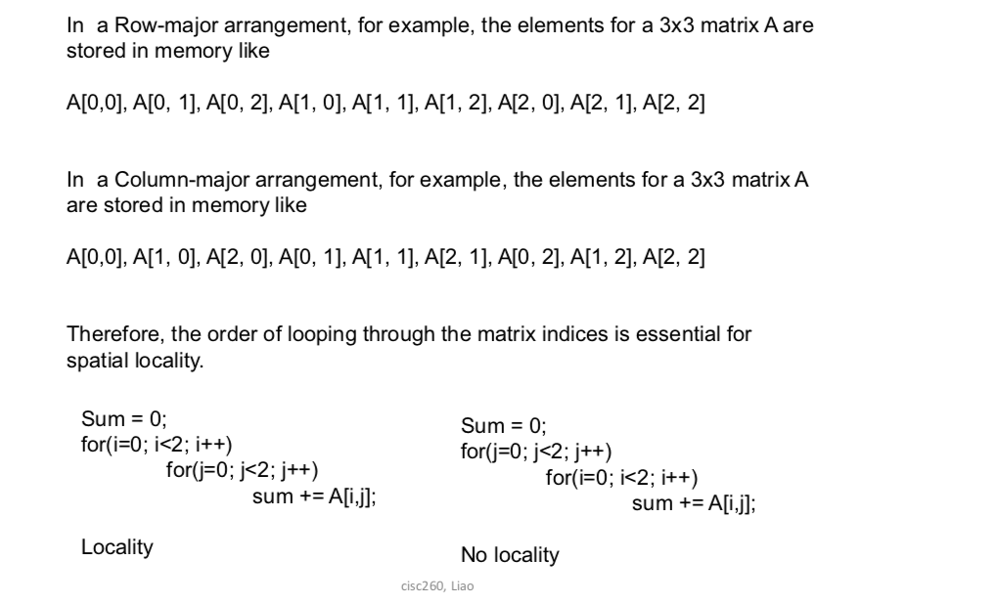 In a Row-major arrangement, for example, the elements for a 3x3 matrix A are
stored in memory like
A[0,0], A[0, 1], A[0, 2], A[1, 0], A[1, 1], A[1, 2], A[2, 0], A[2, 1], A[2, 2]
In a Column-major arrangement, for example, the elements for a 3x3 matrix A
are stored in memory like
A[0,0], A[1, 0], A[2, 0], A[0, 1], A[1, 1], A[2, 1], A[0, 2], A[1, 2], A[2, 2]
Therefore, the order of looping through the matrix indices is essential for
spatial locality.
Sum = 0;
for(i=0; i<2; i++)
for(j=0; j<2; j++)
sum += A[i,j];
Locality
Sum = 0;
for(j=0; j<2; j++)
for(i=0; i<2; i++)
sum += A[i,j];
No locality
cisc260, Liao